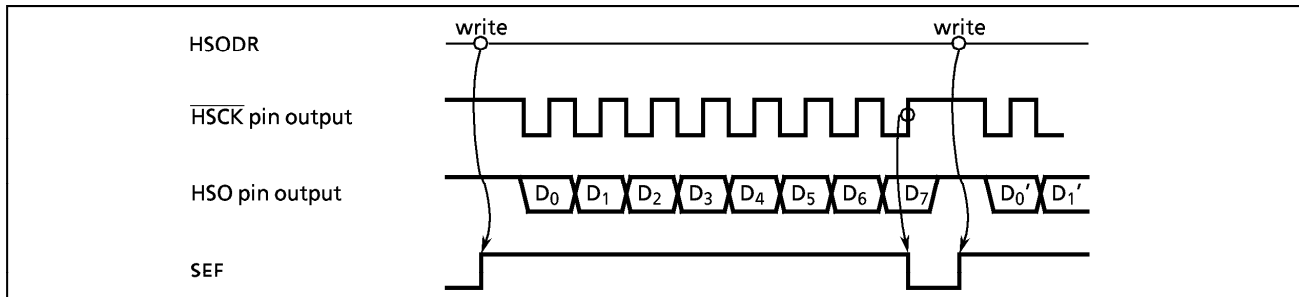 write write
HSODR
HSCK pin output
HSO pin output D₀ D₁ D₂ D₃ D₄ D₅ D₆ D₇ D₀' D₁'
SEF